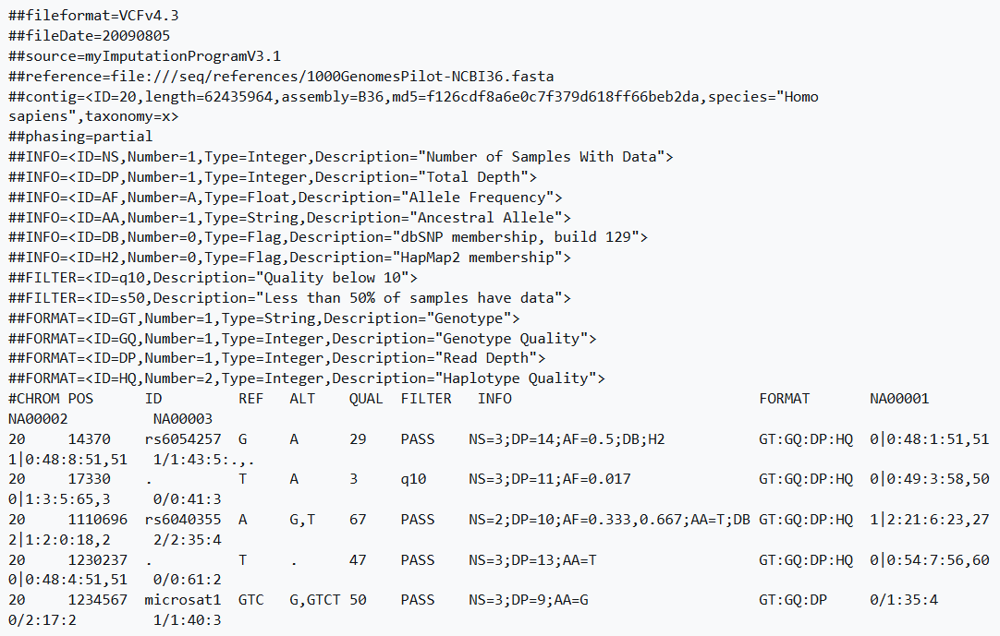 ##fileformat=VCFv4.3
##fileDate=20090805
##source=myImputationProgramV3.1
##reference=file:///seq/references/1000GenomesPilot-NCBI36.fasta
##contig=<ID=20,length=62435964,assembly=B36,md5=f126cdf8a6e0c7f379d618ff66beb2da,species="Homo
sapiens",taxonomy=x>
##phasing=partial
##INFO=<ID=NS,Number=1,Type=Integer,Description="Number of Samples With Data">
##INFO=<ID=DP,Number=1,Type=Integer,Description="Total Depth">
##INFO=<ID=AF,Number=A,Type=Float,Description="Allele Frequency">
##INFO=<ID=AA,Number=1,Type=String,Description="Ancestral Allele">
##INFO=<ID=DB,Number=0,Type=Flag,Description="dbSNP membership, build 129">
##INFO=<ID=H2,Number=0,Type=Flag,Description="HapMap2 membership">
##FILTER=<ID=q10,Description="Quality below 10">
##FILTER=<ID=s50,Description="Less than 50% of samples have data">
##FORMAT=<ID=GT,Number=1,Type=String,Description="Genotype">
##FORMAT=<ID=GQ,Number=1,Type=Integer,Description="Genotype Quality">
##FORMAT=<ID=DP,Number=1,Type=Integer,Description="Read Depth">
##FORMAT=<ID=HQ,Number=2,Type=Integer,Description="Haplotype Quality">
#CHROM POS      ID         REF   ALT    QUAL  FILTER   INFO                             FORMAT       NA00001
NA00002          NA00003
20     14370    rs6054257  G     A      29    PASS    NS=3;DP=14;AF=0.5;DB;H2           GT:GQ:DP:HQ  0|0:48:1:51,51
1|0:48:8:51,51   1/1:43:5:.,.
20     17330    .          T     A      3     q10     NS=3;DP=11;AF=0.017               GT:GQ:DP:HQ  0|0:49:3:58,50
0|1:3:5:65,3     0/0:41:3
20     1110696  rs6040355  A     G,T    67    PASS    NS=2;DP=10;AF=0.333,0.667;AA=T;DB GT:GQ:DP:HQ  1|2:21:6:23,27
2|1:2:0:18,2     2/2:35:4
20     1230237  .          T     .      47    PASS    NS=3;DP=13;AA=T                   GT:GQ:DP:HQ  0|0:54:7:56,60
0|0:48:4:51,51   0/0:61:2
20     1234567  microsat1  GTC   G,GTCT 50    PASS    NS=3;DP=9;AA=G                    GT:GQ:DP     0/1:35:4
0/2:17:2         1/1:40:3